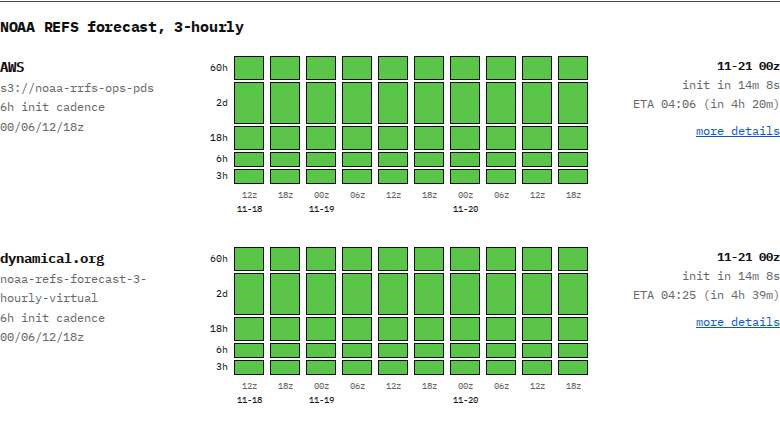 NOAA REFS forecast, 3-hourly
AWS
s3://noaa-rrfs-ops-pds
6h init cadence
00/06/12/18z
60h
2d
18h
6h
3h
12z 18z 00z 06z 12z 18z 00z 06z 12z 18z
11-18 11-19 11-20
11-21 00z
init in 14m 8s
ETA 04:06 (in 4h 20m)
more details
dynamical.org
noaa-refs-forecast-3-
hourly-virtual
6h init cadence
00/06/12/18z
60h
2d
18h
6h
3h
12z 18z 00z 06z 12z 18z 00z 06z 12z 18z
11-18 11-19 11-20
11-21 00z
init in 14m 8s
ETA 04:25 (in 4h 39m)
more details